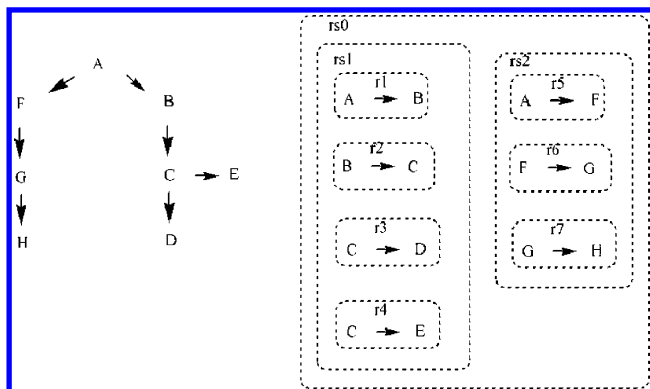 A
F
B
G
C → E
H
D
rs0
rs1
r1
A → B
r2
B → C
r3
C → D
r4
C → E
rs2
r5
A → F
r6
F → G
r7
G → H